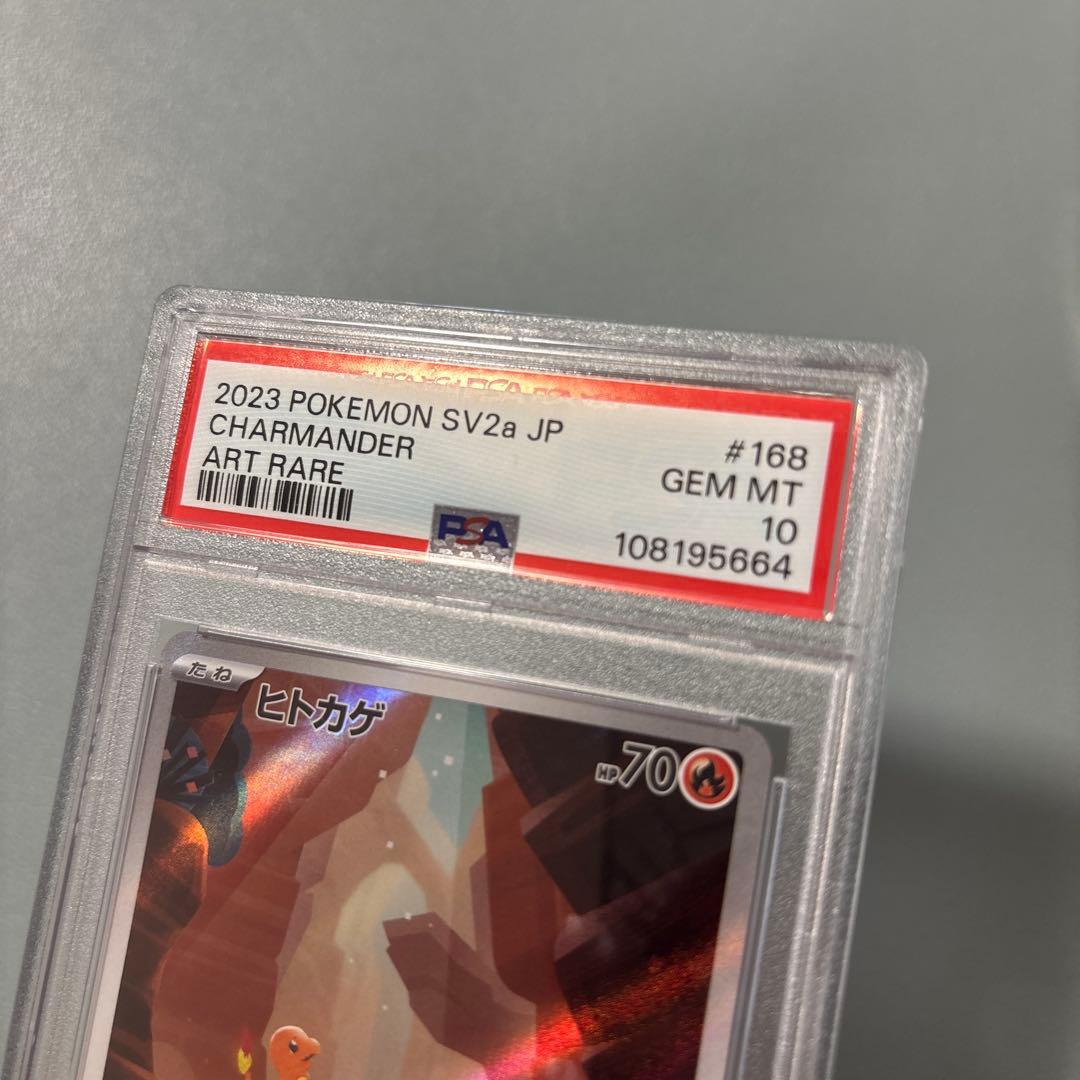 2023 POKEMON SV2a JP
CHARMANDER
ART RARE
#168
GEM MT
10
108195664
PSA
たね
ヒトカゲ
HP70